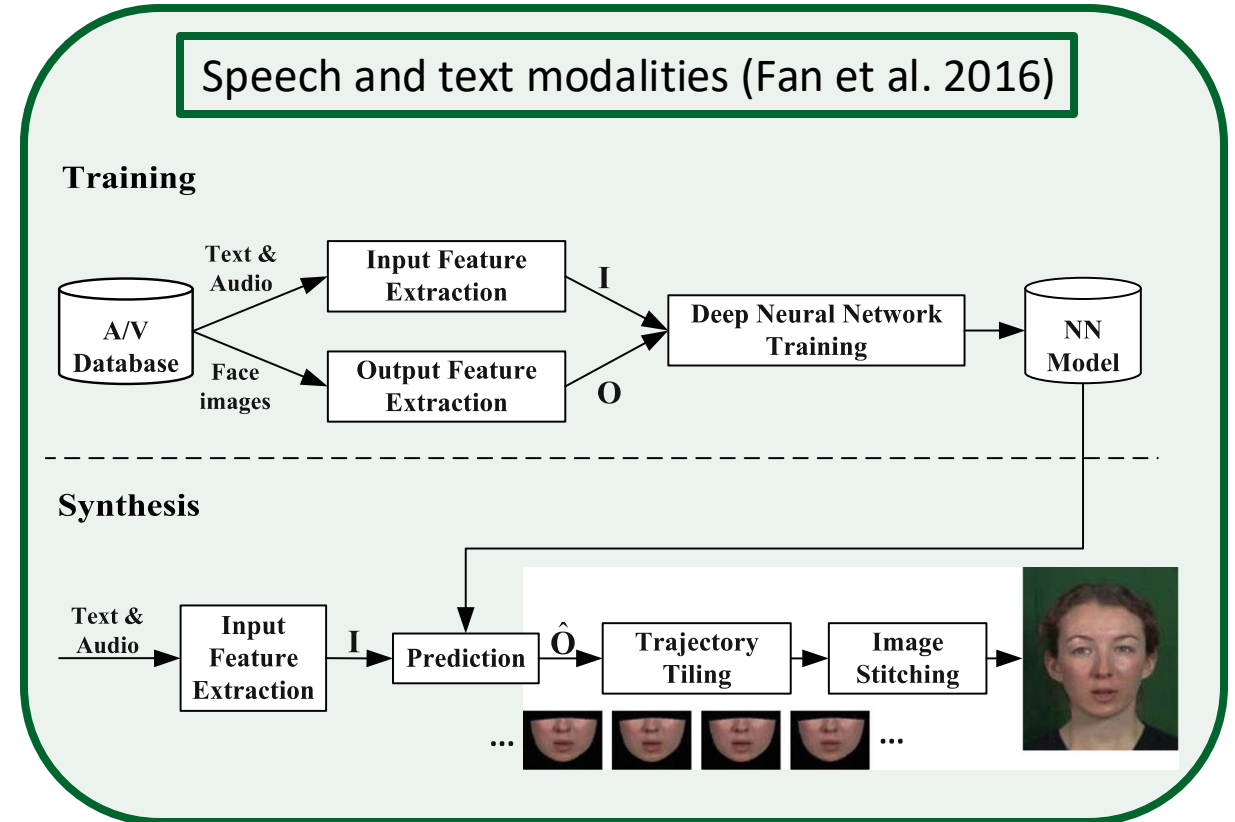 Speech and text modalities (Fan et al. 2016)
Training
Text &
Audio
A/V
Database
Face
images
Input Feature
Extraction
I
Output Feature
Extraction
O
Deep Neural Network
Training
NN
Model
Synthesis
Text &
Audio
Input
Feature
Extraction
I
Prediction
Ô
Trajectory
Tiling
Image
Stitching
...
...